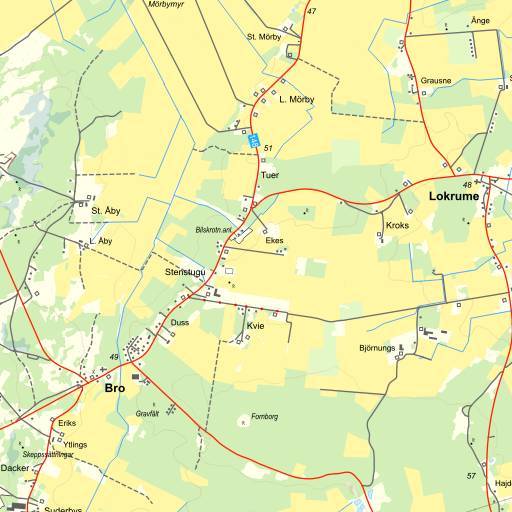 Mörbymyr
47
Änge
St. Mörby
Grausne
L. Mörby
148
51
Tuer
48
Lokrume
St. Åby
Bilskrotn.anl.
Kroks
L. Åby
Ekes
Stenstugu
Duss
Kvie
Björnungs
49
Bro
Gravfält
Fornborg
Eriks
Ytlings
Skeppssättningar
Dacker
57
Hajd
Suderbys